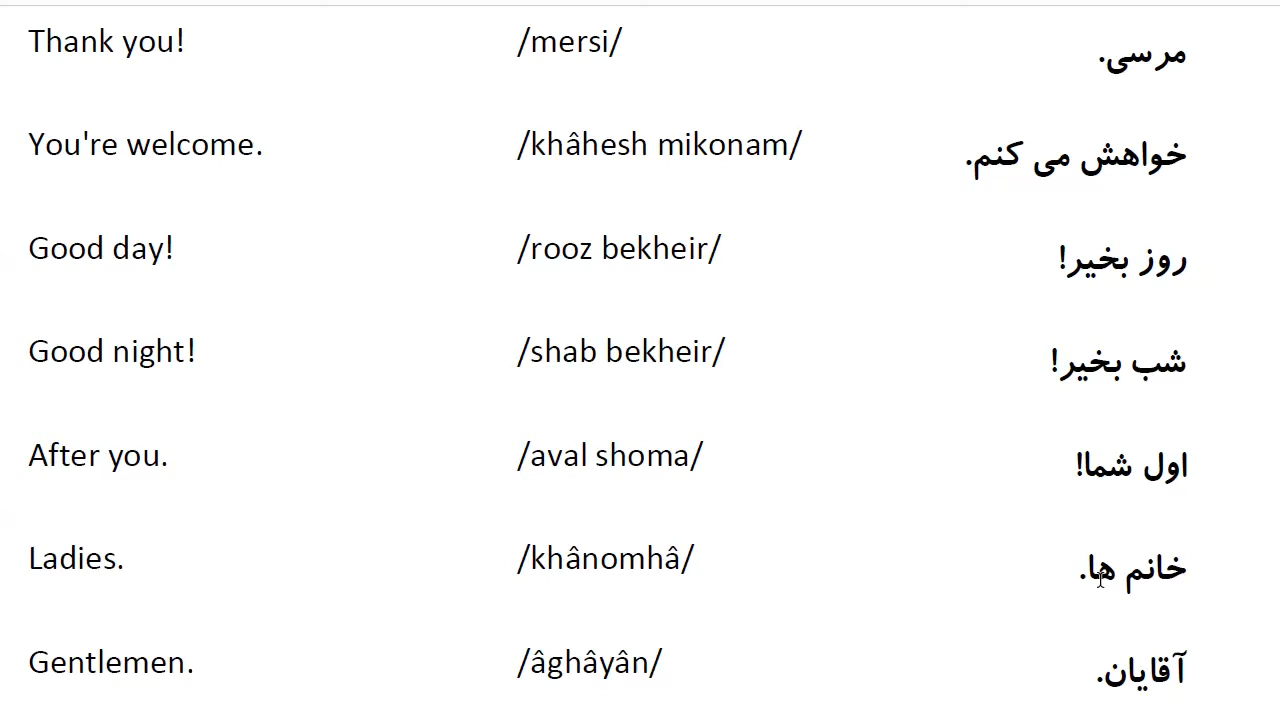 Thank you! /mersi/ مرسی.
You're welcome. /khâhesh mikonam/ خواهش می کنم.
Good day! /rooz bekheir/ روز بخیر!
Good night! /shab bekheir/ شب بخیر!
After you. /aval shoma/ اول شما!
Ladies. /khânomhâ/ خانم ها.
Gentlemen. /âghâyân/ آقایان.